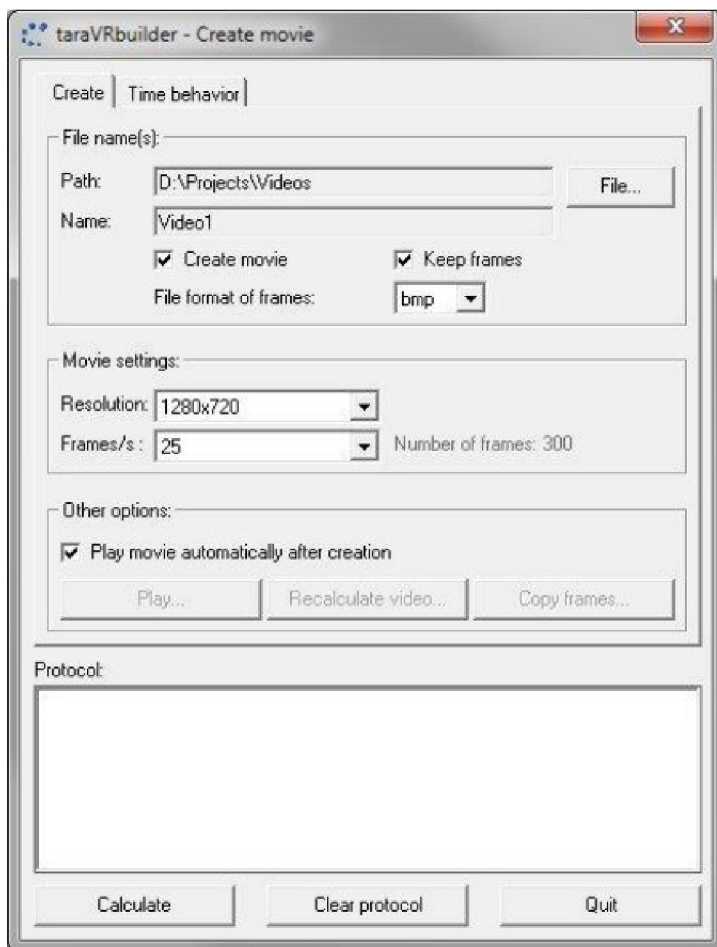 taraVRbuilder - Create movie
Create Time behavior
File name(s):
Path: D:\Projects\Videos File...
Name: Video1
Create movie Keep frames
File format of frames: bmp
Movie settings:
Resolution: 1280x720
Frames/s : 25 Number of frames: 300
Other options:
Play movie automatically after creation
Play... Recalculate video... Copy frames...
Protocol:
Calculate Clear protocol Quit